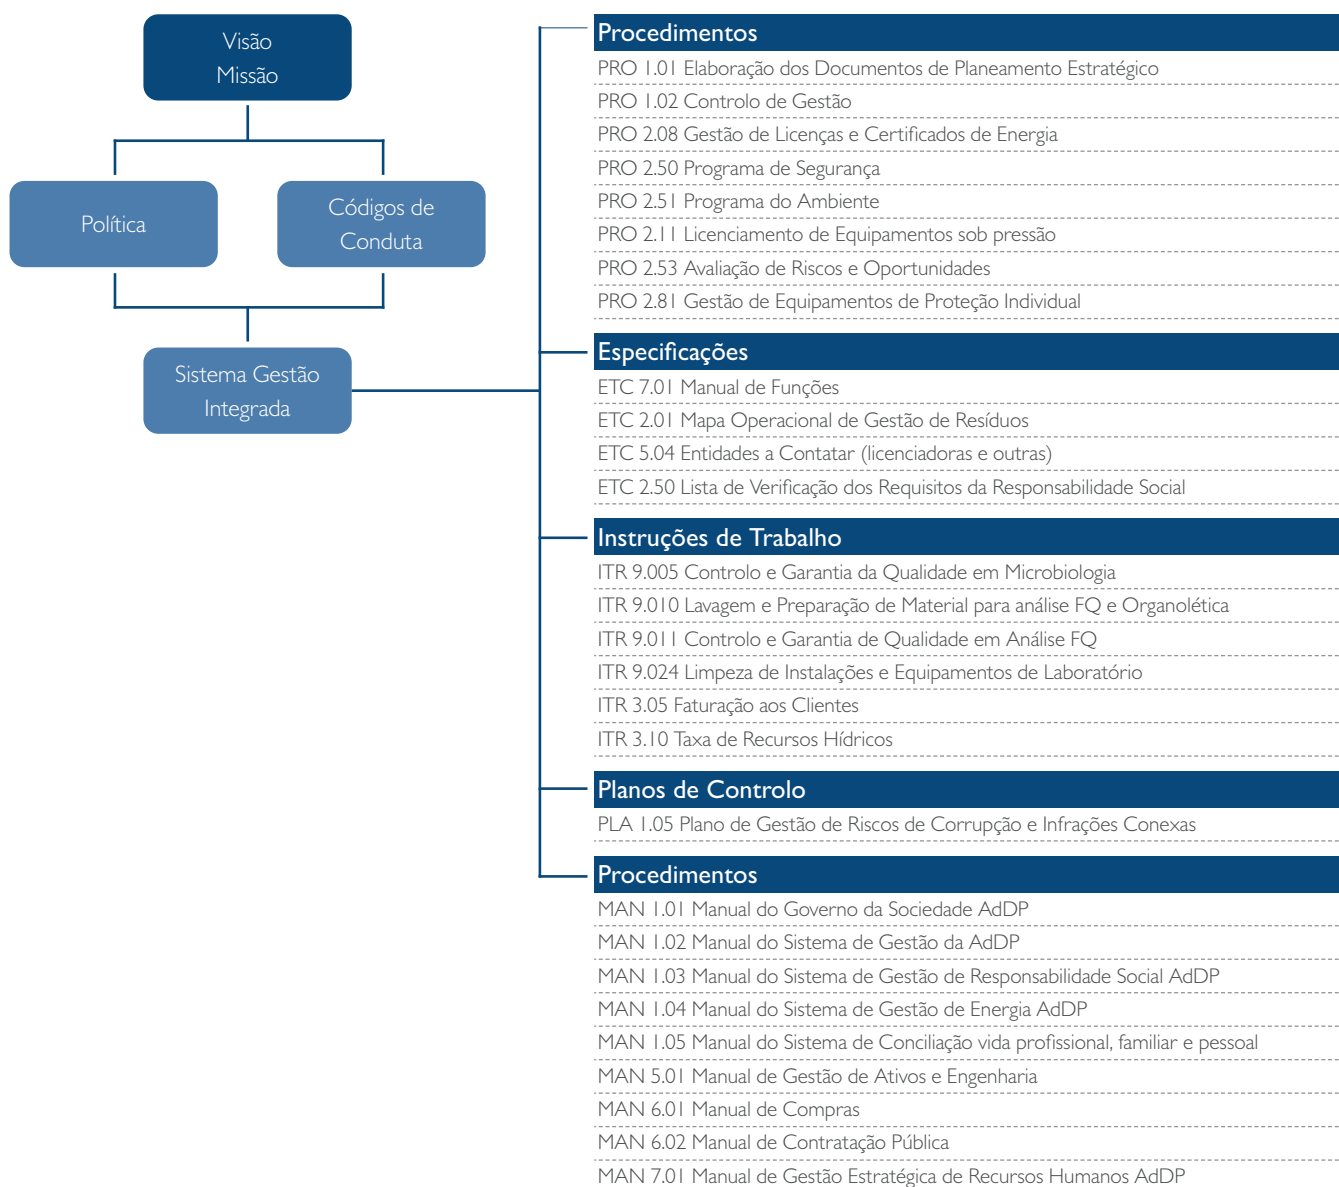 Visão
Missão
Política
Códigos de
Conduta
Sistema Gestão
Integrada
Procedimentos
PRO 1.01 Elaboração dos Documentos de Planeamento Estratégico
PRO 1.02 Controlo de Gestão
PRO 2.08 Gestão de Licenças e Certificados de Energia
PRO 2.50 Programa de Segurança
PRO 2.51 Programa do Ambiente
PRO 2.11 Licenciamento de Equipamentos sob pressão
PRO 2.53 Avaliação de Riscos e Oportunidades
PRO 2.81 Gestão de Equipamentos de Proteção Individual
Especificações
ETC 7.01 Manual de Funções
ETC 2.01 Mapa Operacional de Gestão de Resíduos
ETC 5.04 Entidades a Contatar (licenciadoras e outras)
ETC 2.50 Lista de Verificação dos Requisitos da Responsabilidade Social
Instruções de Trabalho
ITR 9.005 Controlo e Garantia da Qualidade em Microbiologia
ITR 9.010 Lavagem e Preparação de Material para análise FQ e Organolética
ITR 9.011 Controlo e Garantia de Qualidade em Análise FQ
ITR 9.024 Limpeza de Instalações e Equipamentos de Laboratório
ITR 3.05 Faturação aos Clientes
ITR 3.10 Taxa de Recursos Hídricos
Planos de Controlo
PLA 1.05 Plano de Gestão de Riscos de Corrupção e Infrações Conexas
Procedimentos
MAN 1.01 Manual do Governo da Sociedade AdDP
MAN 1.02 Manual do Sistema de Gestão da AdDP
MAN 1.03 Manual do Sistema de Gestão de Responsabilidade Social AdDP
MAN 1.04 Manual do Sistema de Gestão de Energia AdDP
MAN 1.05 Manual do Sistema de Conciliação vida profissional, familiar e pessoal
MAN 5.01 Manual de Gestão de Ativos e Engenharia
MAN 6.01 Manual de Compras
MAN 6.02 Manual de Contratação Pública
MAN 7.01 Manual de Gestão Estratégica de Recursos Humanos AdDP